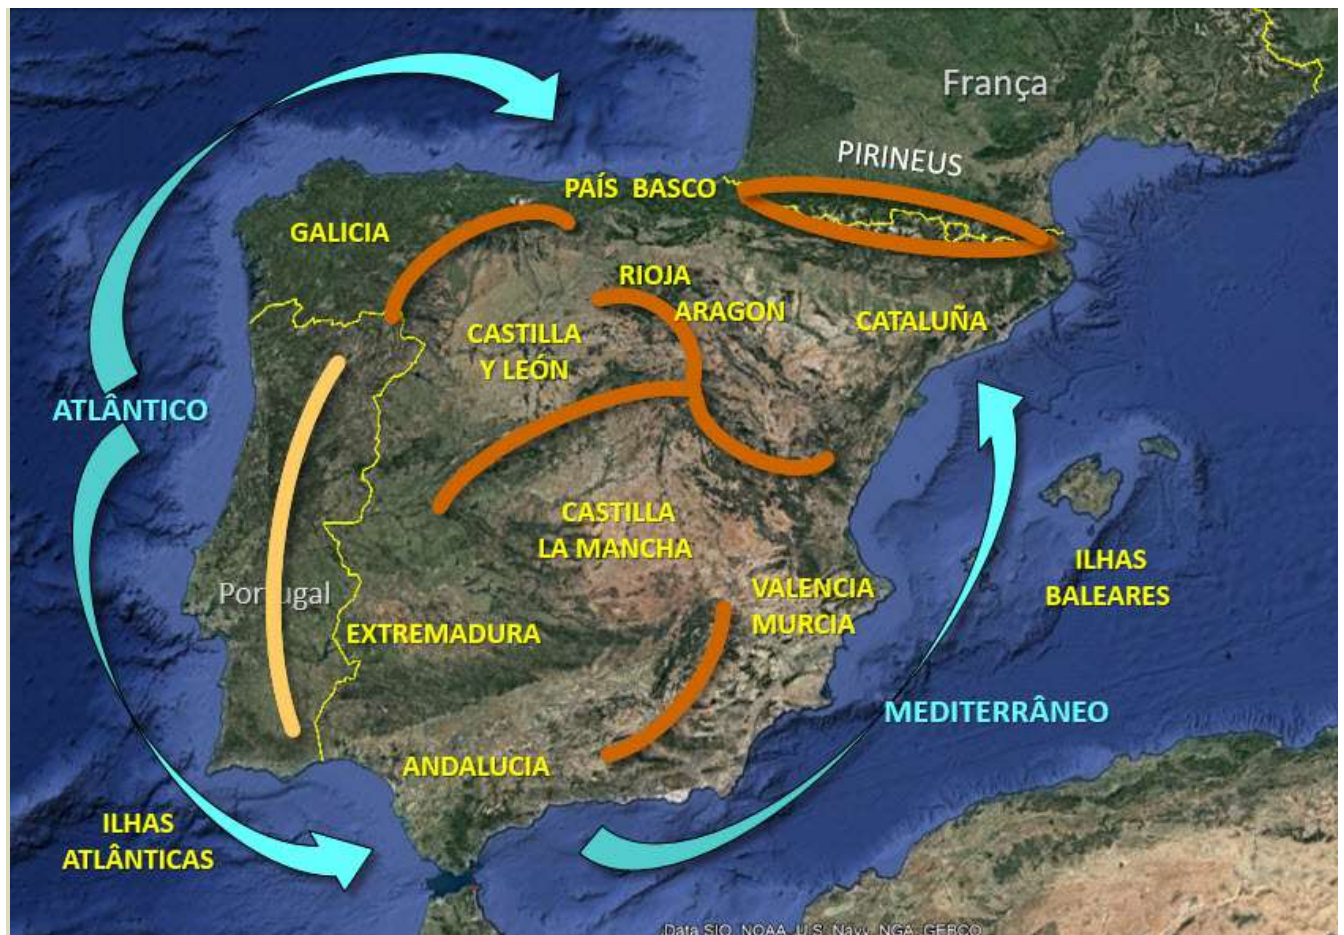 França
PIRINEUS
PAÍS BASCO
GALICIA
RIOJA
ARAGON
CATALUÑA
CASTILLA
Y LEÓN
ATLÂNTICO
CASTILLA
LA MANCHA
ILHAS
BALEARES
Portugal
VALENCIA
MURCIA
EXTREMADURA
MEDITERRÂNEO
ANDALUCIA
ILHAS
ATLÂNTICAS
Data SIO, NOAA, U.S. Navy, NGA, GEBCO